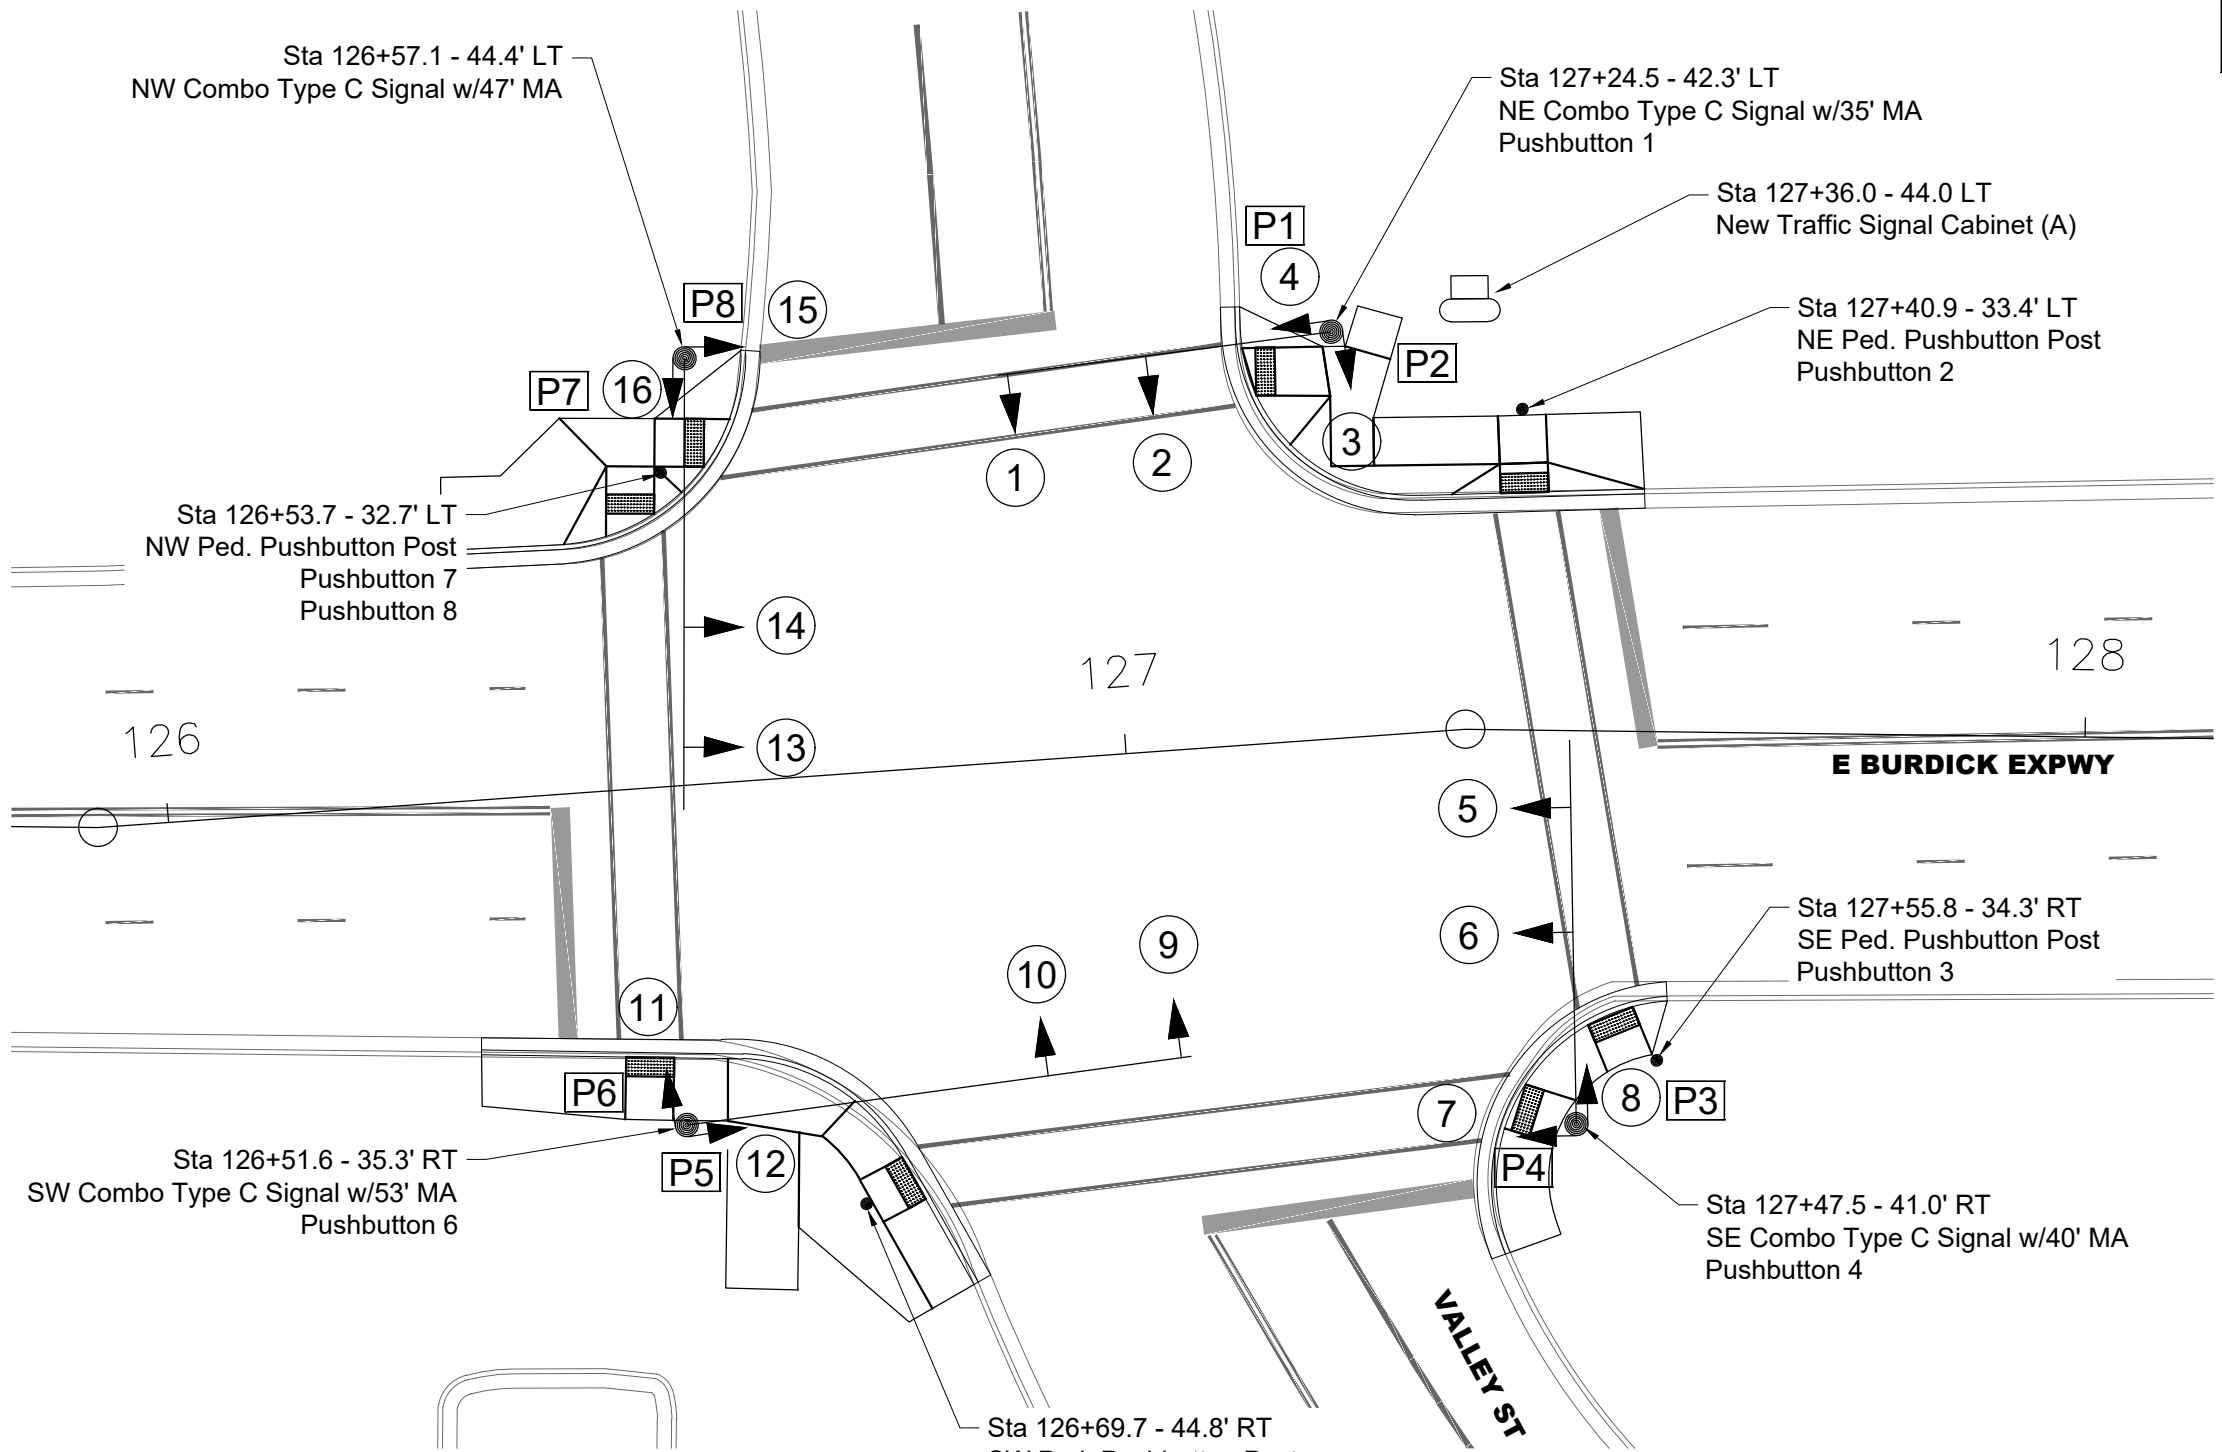 Sta 126+57.1 - 44.4' LT
NW Combo Type C Signal w/47' MA
Sta 127+24.5 - 42.3' LT
NE Combo Type C Signal w/35' MA
Pushbutton 1
Sta 127+36.0 - 44.0 LT
New Traffic Signal Cabinet (A)
P1
4
P8
15
Sta 127+40.9 - 33.4' LT
NE Ped. Pushbutton Post
Pushbutton 2
P7
16
P2
3
1
2
Sta 126+53.7 - 32.7' LT
NW Ped. Pushbutton Post
Pushbutton 7
Pushbutton 8
14
127
128
126
13
E BURDICK EXPWY
5
6
9
10
Sta 127+55.8 - 34.3' RT
SE Ped. Pushbutton Post
Pushbutton 3
11
P6
7
8
P3
P5
12
P4
Sta 126+51.6 - 35.3' RT
SW Combo Type C Signal w/53' MA
Pushbutton 6
Sta 127+47.5 - 41.0' RT
SE Combo Type C Signal w/40' MA
Pushbutton 4
VALLEY ST
Sta 126+69.7 - 44.8' RT
SW Ped. Pushbutton Post